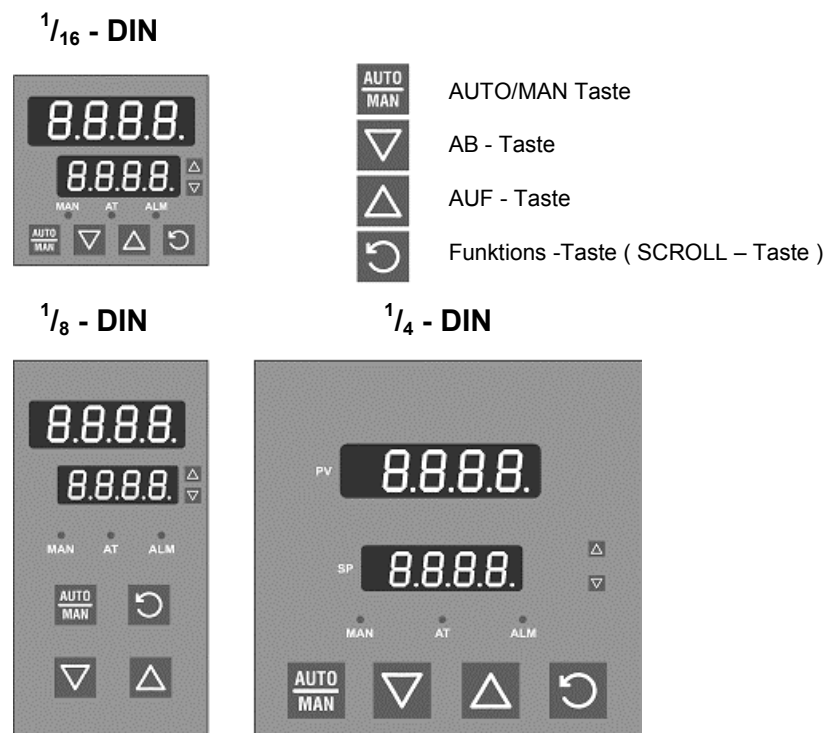 1/16 - DIN
8.8.8.8.
8.8.8.8.
MAN AT ALM
AUTO
MAN
AUTO
MAN
AUTO/MAN Taste
AB - Taste
AUF - Taste
Funktions -Taste ( SCROLL – Taste )
1/8 - DIN
8.8.8.8.
8.8.8.8.
MAN AT ALM
AUTO
MAN
1/4 - DIN
PV 8.8.8.8.
SP 8.8.8.8.
MAN AT ALM
AUTO
MAN